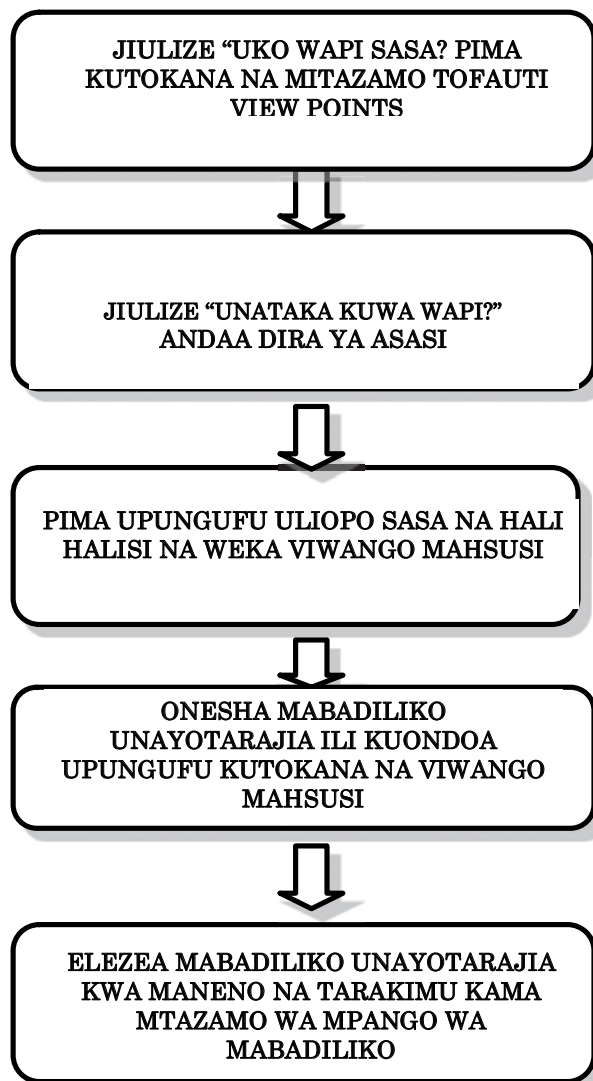 JIULIZE “UKO WAPI SASA? PIMA
KUTOKANA NA MITAZAMO TOFAUTI
VIEW POINTS
JIULIZE “UNATAKA KUWA WAPI?”
ANDAA DIRA YA ASASI
PIMA UPUNGUFU ULIOPO SASA NA HALI
HALISI NA WEKA VIWANGO MAHSUSI
ONESHA MABADILIKO
UNAYOTARAJIA ILI KUONDOA
UPUNGUFU KUTOKANA NA VIWANGO
MAHSUSI
ELEZEA MABADILIKO UNAYOTARAJIA
KWA MANENO NA TARAKIMU KAMA
MTAZAMO WA MPANGO WA
MABADILIKO